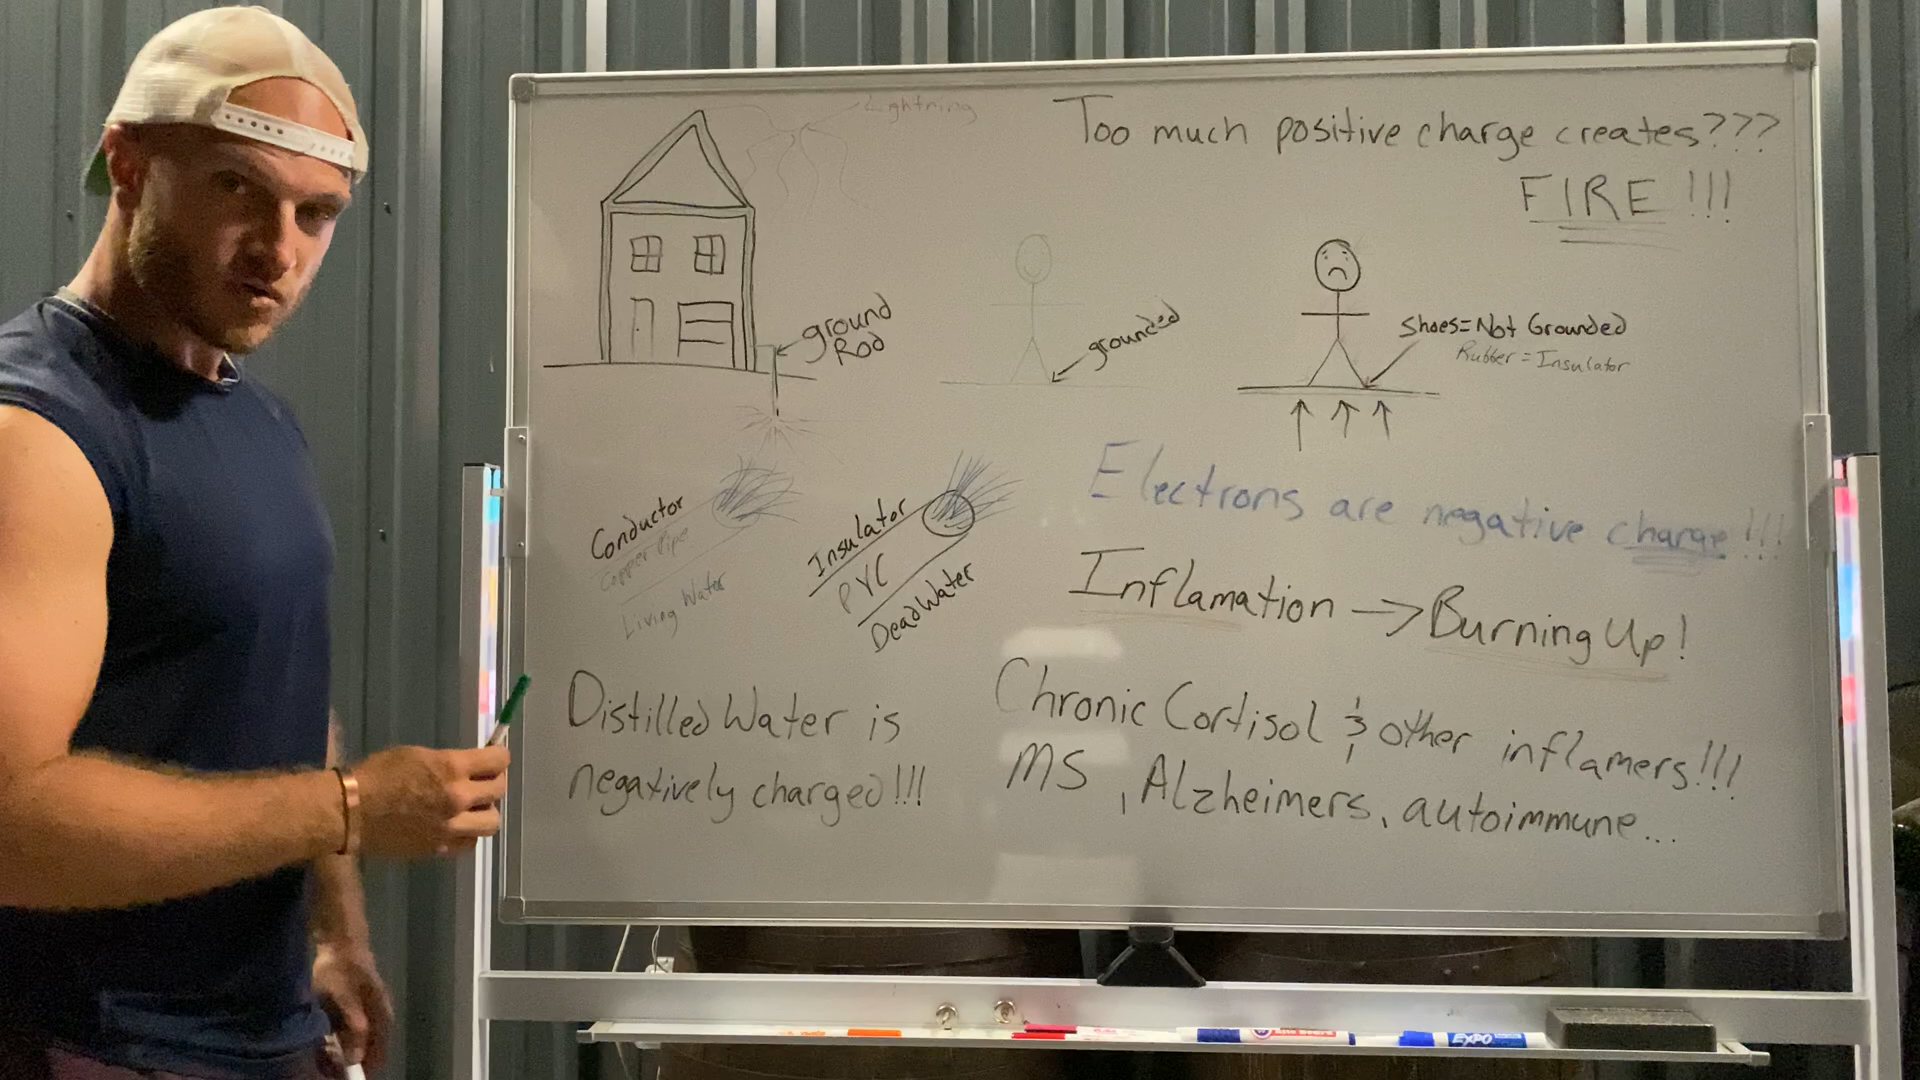 Lightning
Too much positive charge creates???
FIRE!!!
ground
Rod
grounded
Shoes=Not Grounded
Rubber = Insulator
Conductor
Copper Pipe
Living Water
Insulator
PVC
Dead Water
Electrons are negative charge!!!
Inflamation → Burning Up!
Distilled Water is
negatively charged!!!
Chronic Cortisol & other inflamers!!!
MS, Alzheimers, autoimmune...
EXPO